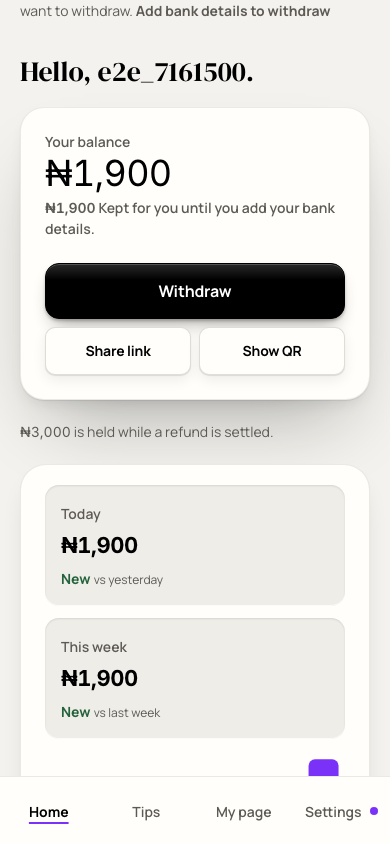 want to withdraw. Add bank details to withdraw
Hello, e2e_7161500.
Your balance
₦1,900
₦1,900 Kept for you until you add your bank
details.
Withdraw
Share link
Show QR
₦3,000 is held while a refund is settled.
Today
₦1,900
New vs yesterday
This week
₦1,900
New vs last week
Home
Tips
My page
Settings